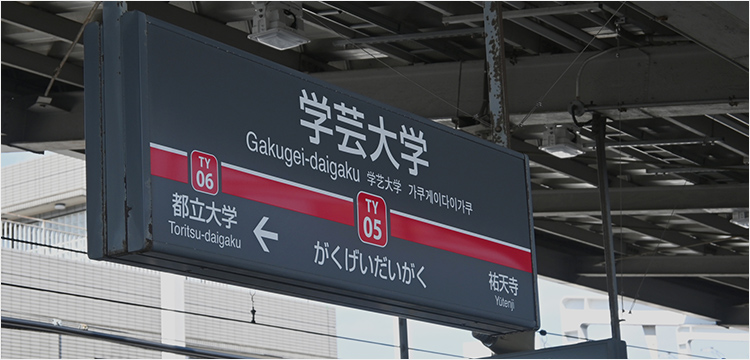 学芸大学
Gakugei-daigaku 学艺大学 가쿠게이다이가쿠
TY
06
TY
05
都立大学
Toritsu-daigaku
←
がくげいだいがく
祐天寺
Yūtenji